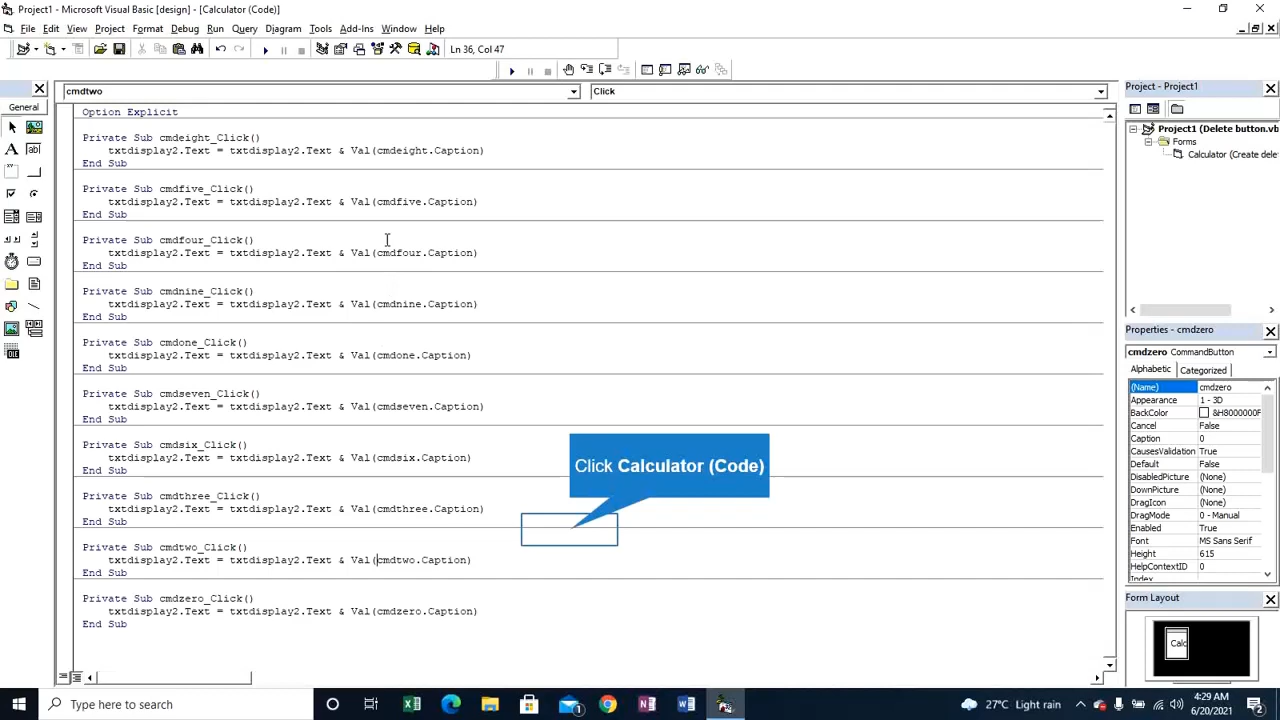 Project1 - Microsoft Visual Basic [design] - [Calculator (Code)]
File Edit View Project Format Debug Run Query Diagram Tools Add-Ins Window Help
Ln 36, Col 47
cmdtwo
Click
General
Option Explicit
Private Sub cmdeight_Click()
txtdisplay2.Text = txtdisplay2.Text & Val(cmdeight.Caption)
End Sub
Private Sub cmdfive_Click()
txtdisplay2.Text = txtdisplay2.Text & Val(cmdfive.Caption)
End Sub
Private Sub cmdfour_Click()
txtdisplay2.Text = txtdisplay2.Text & Val(cmdfour.Caption)
End Sub
Private Sub cmdnine_Click()
txtdisplay2.Text = txtdisplay2.Text & Val(cmdnine.Caption)
End Sub
Private Sub cmdone_Click()
txtdisplay2.Text = txtdisplay2.Text & Val(cmdone.Caption)
End Sub
Private Sub cmdseven_Click()
txtdisplay2.Text = txtdisplay2.Text & Val(cmdseven.Caption)
End Sub
Private Sub cmdsix_Click()
txtdisplay2.Text = txtdisplay2.Text & Val(cmdsix.Caption)
End Sub
Private Sub cmdthree_Click()
txtdisplay2.Text = txtdisplay2.Text & Val(cmdthree.Caption)
End Sub
Private Sub cmdtwo_Click()
txtdisplay2.Text = txtdisplay2.Text & Val(cmdtwo.Caption)
End Sub
Private Sub cmdzero_Click()
txtdisplay2.Text = txtdisplay2.Text & Val(cmdzero.Caption)
End Sub
Click Calculator (Code)
Project - Project1
Project1 (Delete button.vb
Forms
Calculator (Create dele
Properties - cmdzero
cmdzero CommandButton
Alphabetic Categorized
(Name) cmdzero
Appearance 1 - 3D
BackColor &H8000000F
Cancel False
Caption 0
CausesValidation True
Default False
DisabledPicture (None)
DownPicture (None)
DragIcon (None)
DragMode 0 - Manual
Enabled True
Font MS Sans Serif
Height 615
HelpContextID 0
Index
Form Layout
Calc
Type here to search
27°C Light rain
4:29 AM
6/20/2021